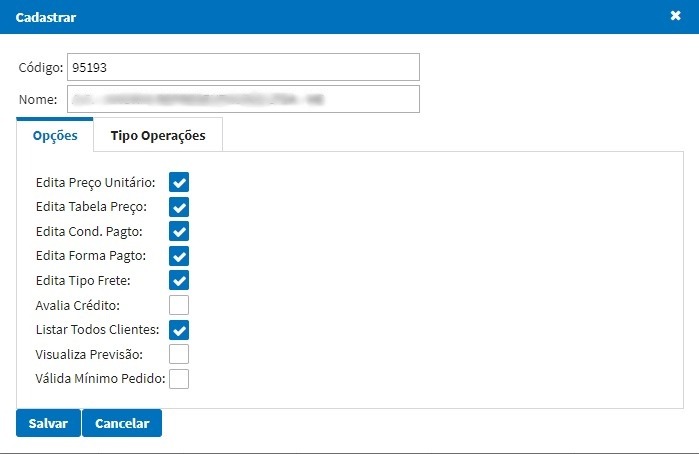 Cadastrar
Código: 95193
Nome:
Opções Tipo Operações
Edita Preço Unitário:
Edita Tabela Preço:
Edita Cond. Pagto:
Edita Forma Pagto:
Edita Tipo Frete:
Avalia Crédito:
Listar Todos Clientes:
Visualiza Previsão:
Válida Mínimo Pedido:
Salvar Cancelar